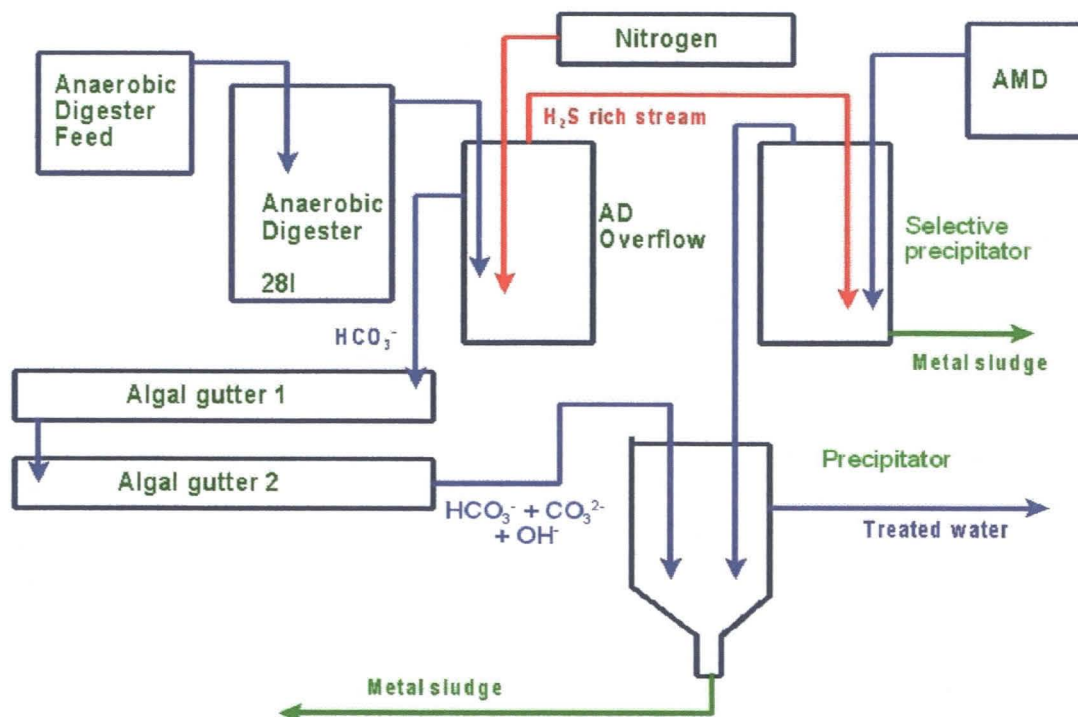 Anaerobic
Digester
Feed
Nitrogen
AMD
H₂S rich stream
Anaerobic
Digester
28l
AD
Overflow
Selective
precipitator
HCO₃⁻
Metal sludge
Algal gutter 1
Algal gutter 2
HCO₃⁻ + CO₃²⁻
+ OH⁻
Precipitator
Treated water
Metal sludge